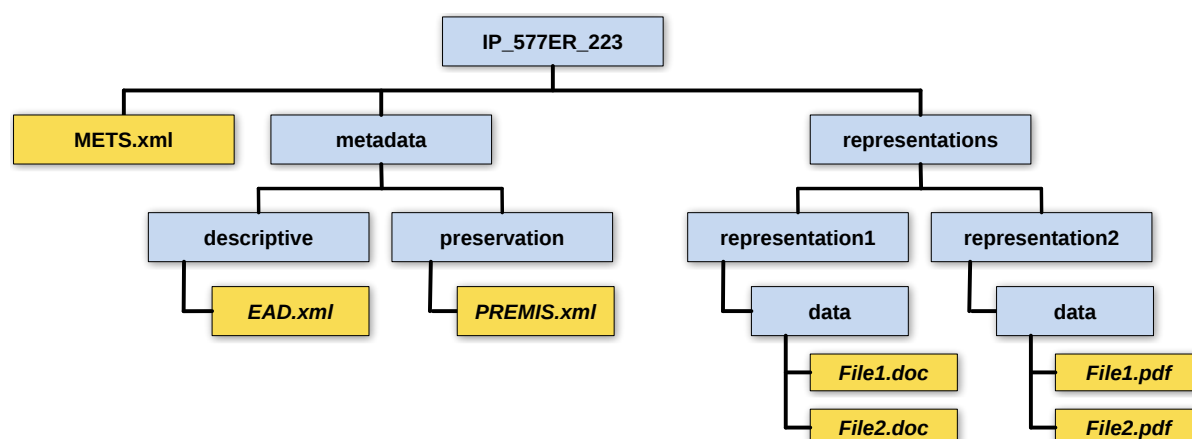 IP_577ER_223
METS.xml
metadata
representations
descriptive
preservation
representation1
representation2
EAD.xml
PREMIS.xml
data
data
File1.doc
File1.pdf
File2.doc
File2.pdf